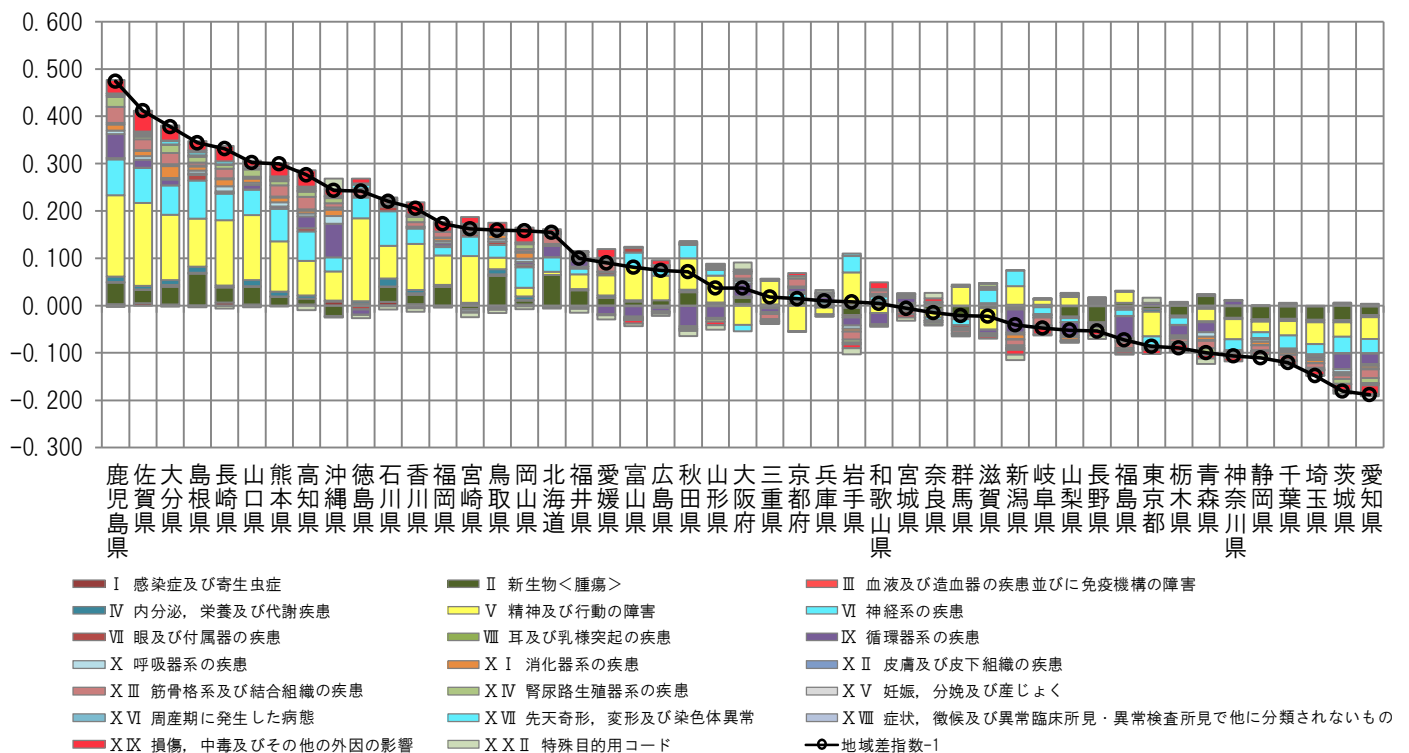 0.600
0.500
0.400
0.300
0.200
0.100
0.000
-0.100
-0.200
-0.300
鹿児島県
佐賀県
大分県
島根県
長崎県
山口県
熊本県
高知県
沖縄県
徳島県
石川県
香川県
福岡県
宮崎県
鳥取県
岡山県
北海道
福井県
愛媛県
富山県
広島県
秋田県
山形県
大阪府
三重県
京都府
兵庫県
岩手県
和歌山県
宮城県
奈良県
群馬県
滋賀県
新潟県
岐阜県
山梨県
長野県
福島県
東京都
栃木県
青森県
神奈川県
静岡県
千葉県
埼玉県
茨城県
愛知県
Ⅰ 感染症及び寄生虫症
Ⅱ 新生物<腫瘍>
Ⅲ 血液及び造血器の疾患並びに免疫機構の障害
Ⅳ 内分泌,栄養及び代謝疾患
Ⅴ 精神及び行動の障害
Ⅵ 神経系の疾患
Ⅶ 眼及び付属器の疾患
Ⅷ 耳及び乳様突起の疾患
Ⅸ 循環器系の疾患
Ⅹ 呼吸器系の疾患
ⅩⅠ 消化器系の疾患
ⅩⅡ 皮膚及び皮下組織の疾患
ⅩⅢ 筋骨格系及び結合組織の疾患
ⅩⅣ 腎尿路生殖器系の疾患
ⅩⅤ 妊娠,分娩及び産じょく
ⅩⅥ 周産期に発生した病態
ⅩⅦ 先天奇形,変形及び染色体異常
ⅩⅧ 症状,徴候及び異常臨床所見・異常検査所見で他に分類されないもの
ⅩⅨ 損傷,中毒及びその他の外因の影響
ⅩⅩⅡ 特殊目的用コード
地域差指数-1